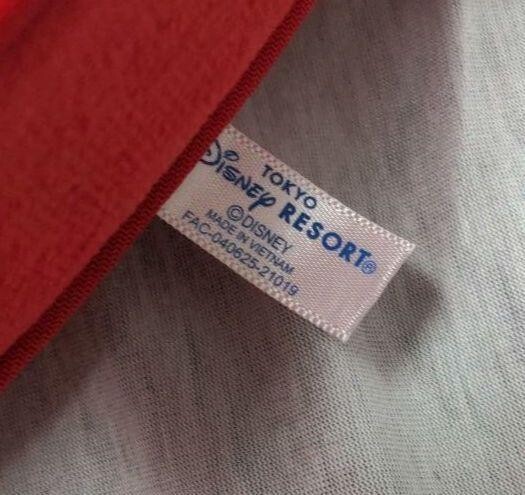 TOKYO
Disney RESORT®
©DISNEY
MADE IN VIETNAM
FAC-040625-21019